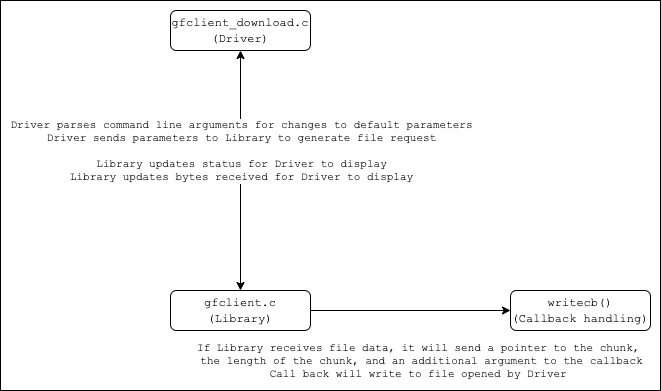 gfclient_download.c
(Driver)
Driver parses command line arguments for changes to default parameters
Driver sends parameters to Library to generate file request
Library updates status for Driver to display
Library updates bytes received for Driver to display
gfclient.c
(Library)
writecb()
(Callback handling)
If Library receives file data, it will send a pointer to the chunk,
the length of the chunk, and an additional argument to the callback
Call back will write to file opened by Driver